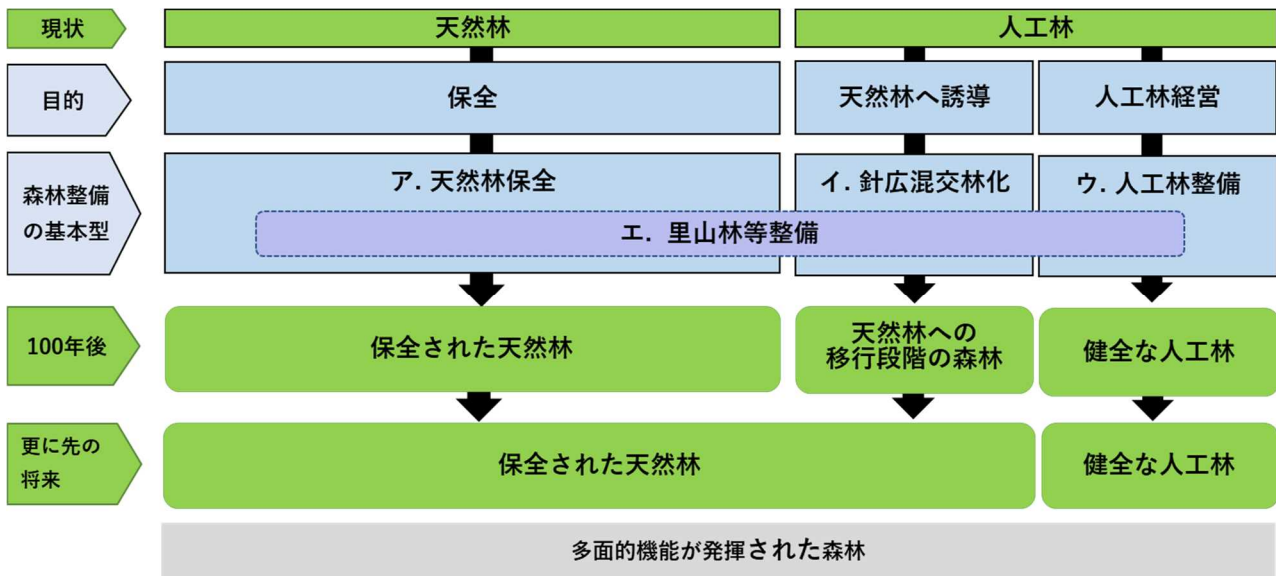 現状
天然林
人工林
目的
保全
天然林へ誘導
人工林経営
森林整備
の基本型
ア. 天然林保全
イ. 針広混交林化
ウ. 人工林整備
エ. 里山林等整備
100年後
保全された天然林
天然林への
移行段階の森林
健全な人工林
更に先の
将来
保全された天然林
健全な人工林
多面的機能が発揮された森林